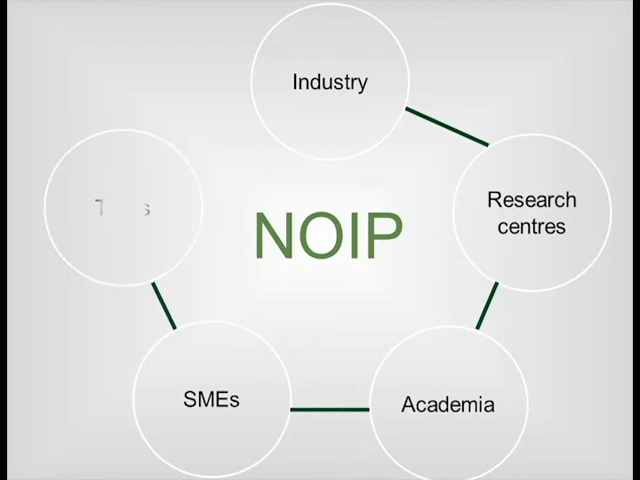 Industry
Research
centres
NOIP
SMEs
Academia